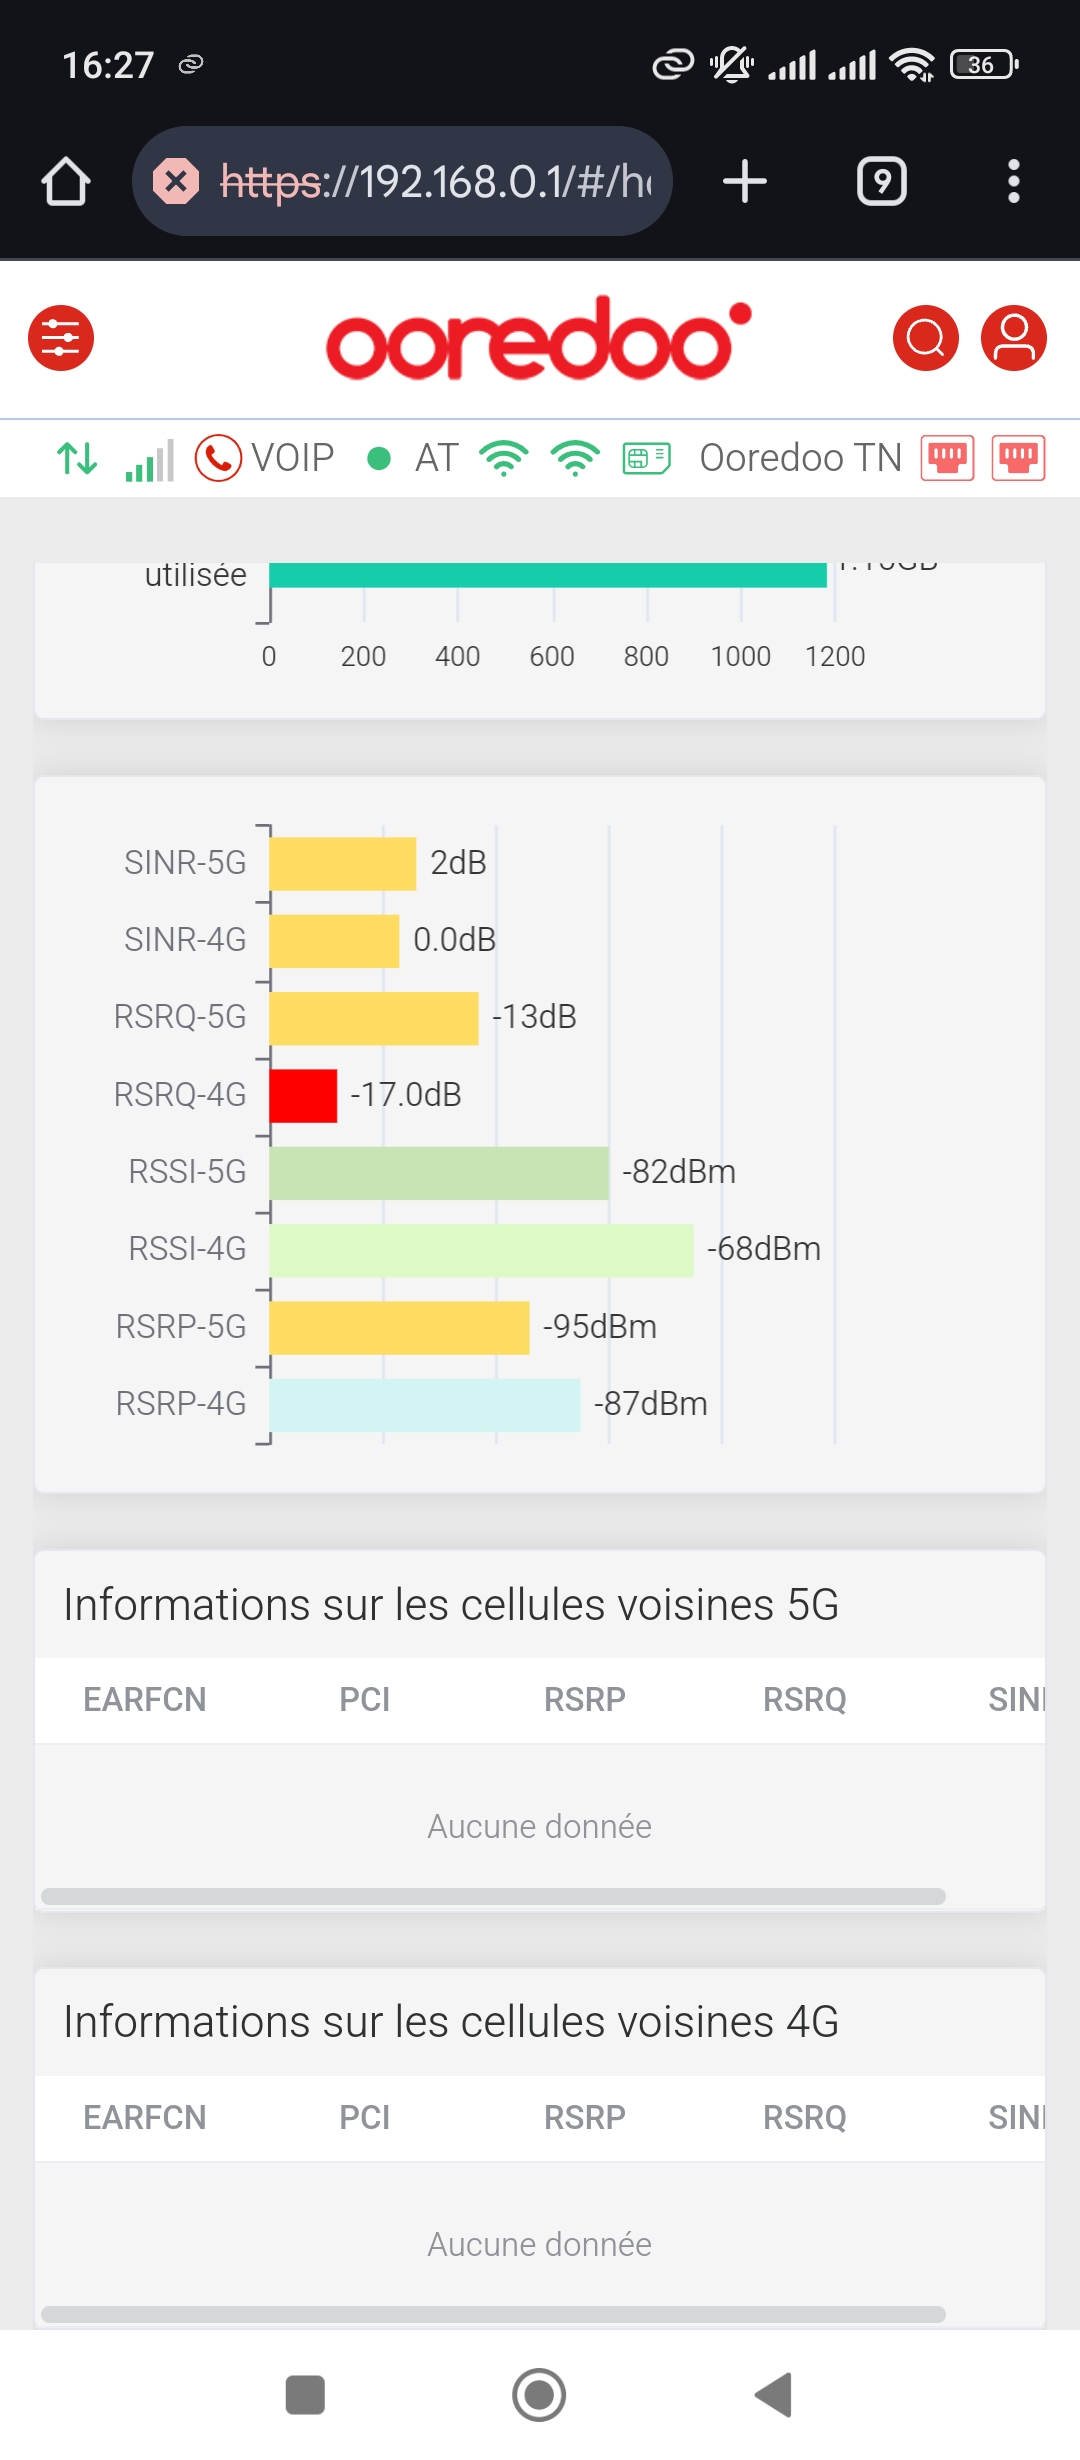 16:27
36
https://192.168.0.1/#/h
9
ooredoo
VOIP AT Ooredoo TN
utilisée
0 200 400 600 800 1000 1200
SINR-5G 2dB
SINR-4G 0.0dB
RSRQ-5G -13dB
RSRQ-4G -17.0dB
RSSI-5G -82dBm
RSSI-4G -68dBm
RSRP-5G -95dBm
RSRP-4G -87dBm
Informations sur les cellules voisines 5G
EARFCN PCI RSRP RSRQ SIN
Aucune donnée
Informations sur les cellules voisines 4G
EARFCN PCI RSRP RSRQ SIN
Aucune donnée